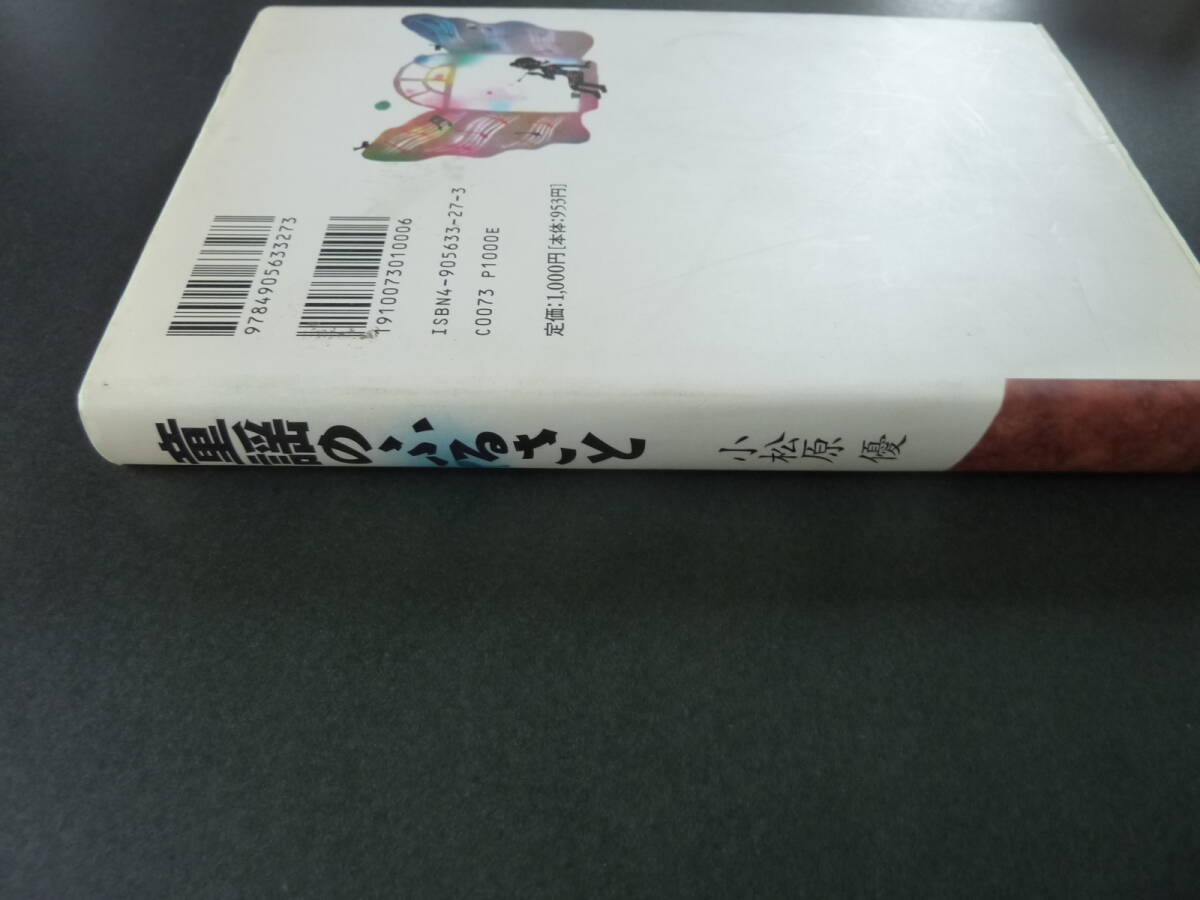 9784905633273
1910073010006
ISBN4-905633-27-3
C0073 P1000E
定価:1,000円[本体:953円]
童謡のふるさと
小松原 優